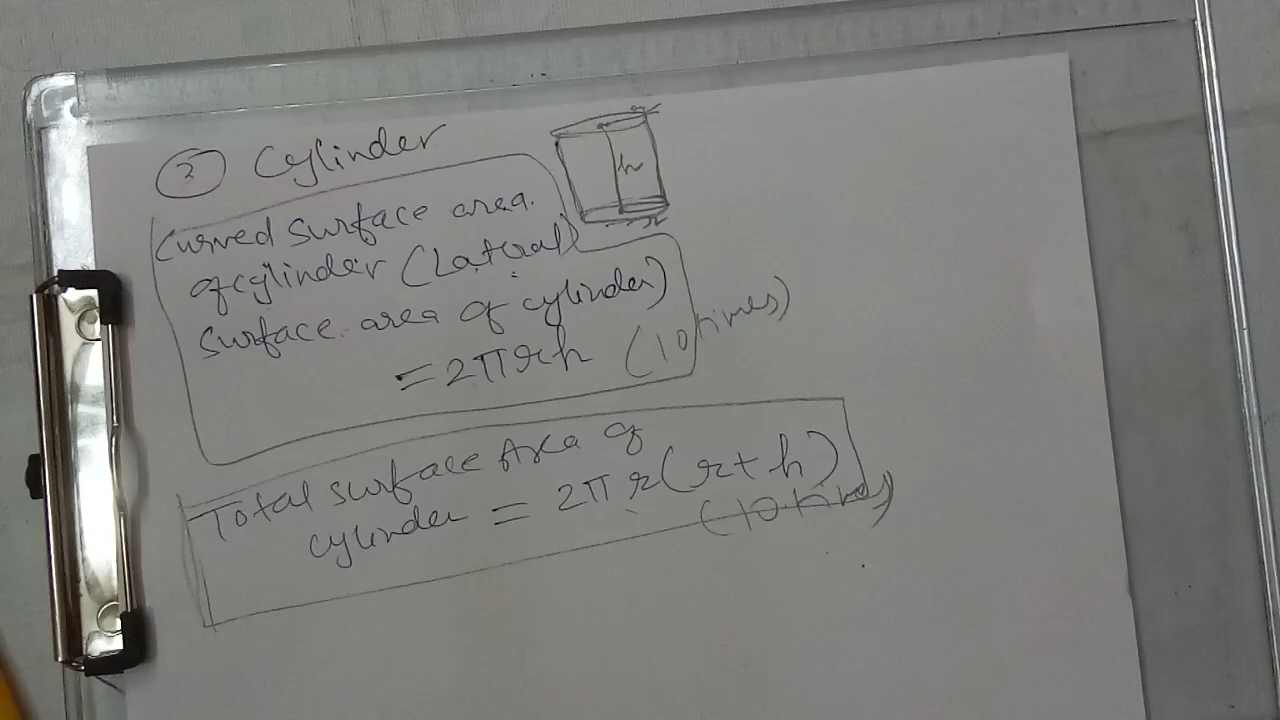 ③ Cylinder
h
Curved surface area
of cylinder (Lateral)
surface area of cylinder)
= 2πrh (10 times)
Total surface Area of
cylinder = 2πr(r+h)
(10 times)